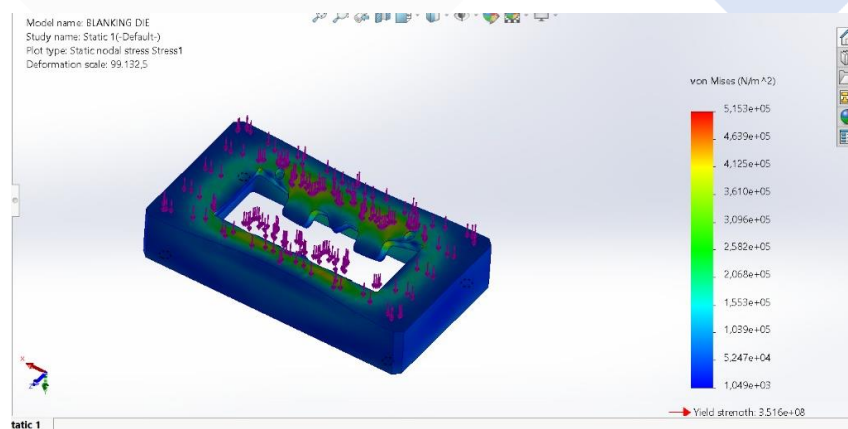 Model name: BLANKING DIE
Study name: Static 1(-Default-)
Plot type: Static nodal stress Stress1
Deformation scale: 99.132,5
von Mises (N/m^2)
5,153e+05
4,639e+05
4,125e+05
3,610e+05
3,096e+05
2,582e+05
2,068e+05
1,553e+05
1,039e+05
5,247e+04
1,049e+03
Yield strength: 3.516e+08
x
tatic 1